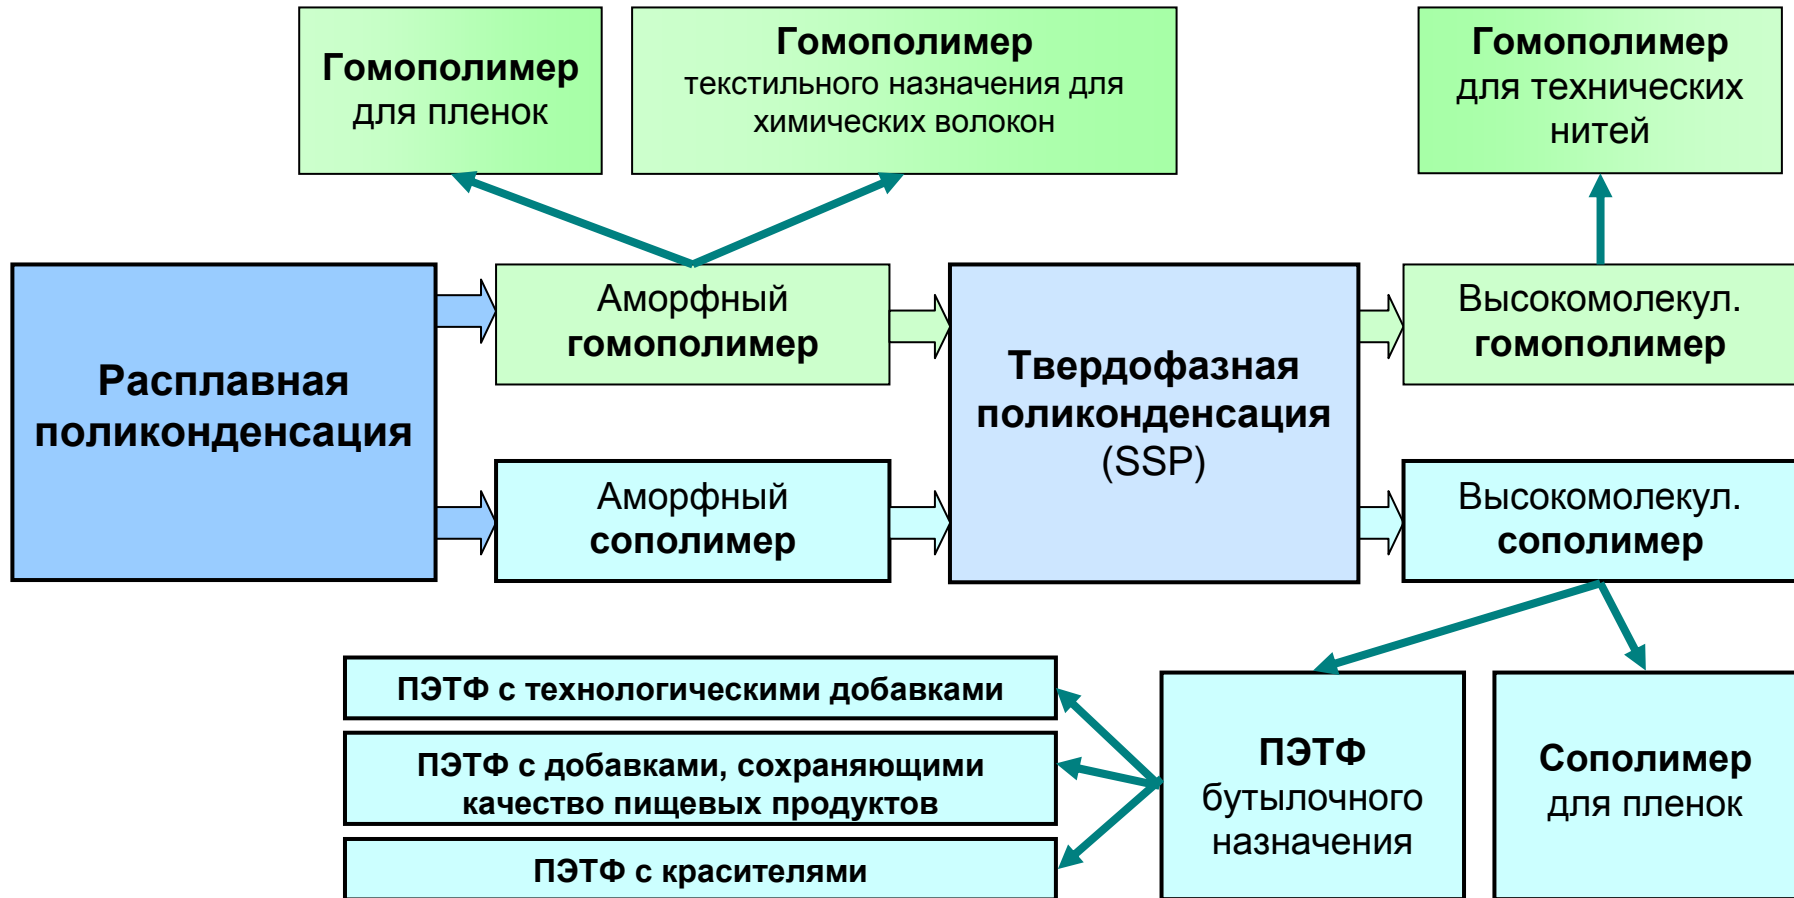 Гомополимер
для пленок
Гомополимер
текстильного назначения для
химических волокон
Гомополимер
для технических
нитей
Расплавная
поликонденсация
Аморфный
гомополимер
Твердофазная
поликонденсация
(SSP)
Высокомолекул.
гомополимер
Аморфный
сополимер
Высокомолекул.
сополимер
ПЭТФ с технологическими добавками
ПЭТФ с добавками, сохраняющими
качество пищевых продуктов
ПЭТФ с красителями
ПЭТФ
бутылочного
назначения
Сополимер
для пленок